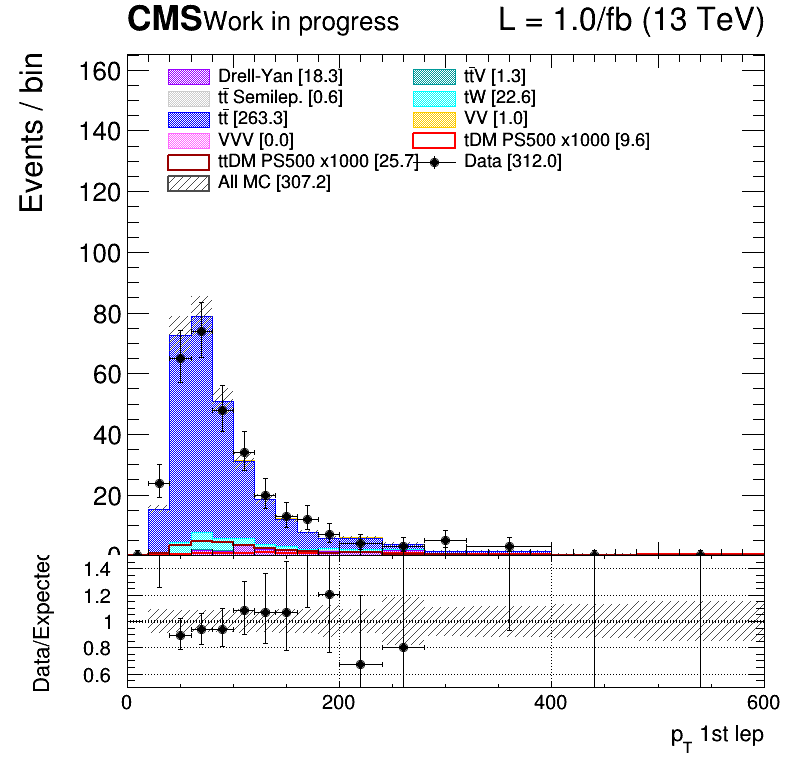 CMS Work in progress L = 1.0/fb (13 TeV)
Events / bin
160
140
120
100
80
60
40
20
0
Drell-Yan [18.3]
tt̄V [1.3]
tt̄ Semilep. [0.6]
tW [22.6]
tt̄ [263.3]
VV [1.0]
VVV [0.0]
tDM PS500 x1000 [9.6]
ttDM PS500 x1000 [25.7]
Data [312.0]
All MC [307.2]
Data/Expected
1.4
1.2
1
0.8
0.6
0 200 400 600
pT 1st lep